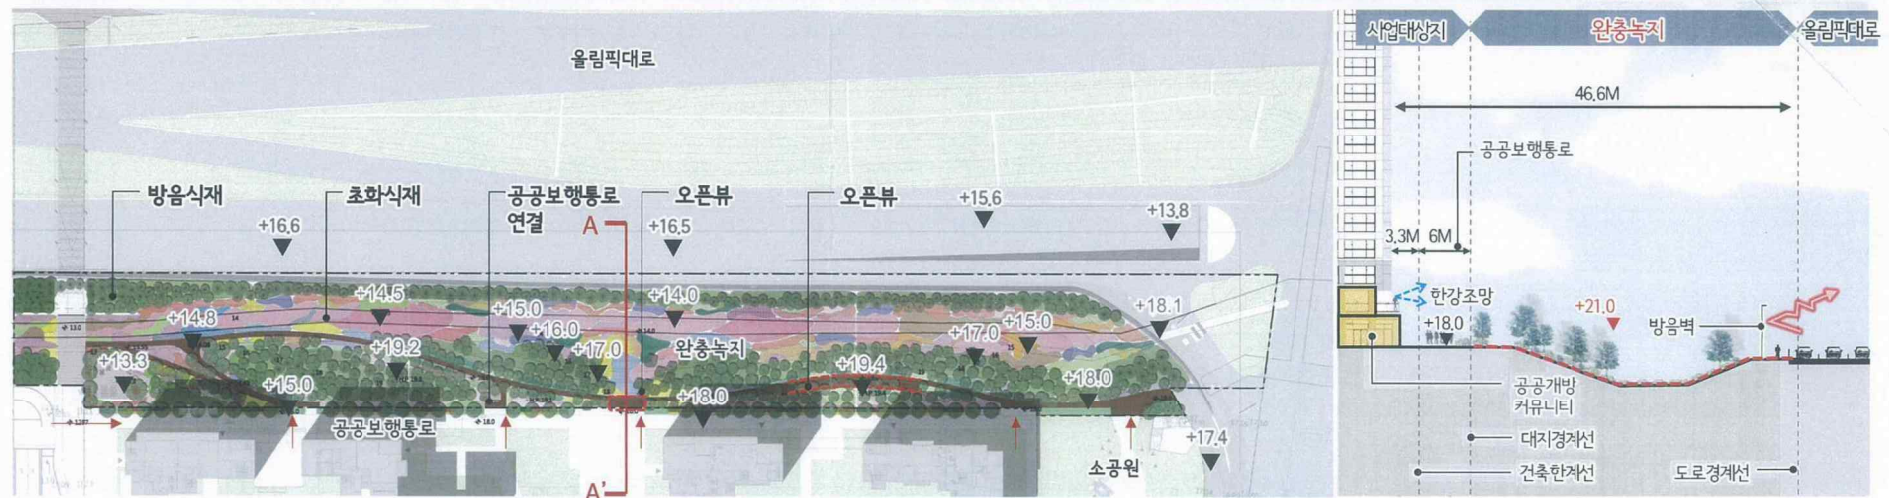 올림픽대로
방음식재
초화식재
공공보행통로
연결
오픈뷰
오픈뷰
A
+16.6
+16.5
+15.6
+13.8
+14.5
+14.8
+13.3
+19.2
+15.0
+15.0
+16.0
+17.0
+14.0
완충녹지
+18.0
+19.4
+17.0
+15.0
+18.1
+18.0
공공보행통로
+17.4
소공원
A'
사업대상지
완충녹지
올림픽대로
46.6M
공공보행통로
3.3M
6M
한강조망
+18.0
+21.0
방음벽
공공개방
커뮤니티
대지경계선
건축한계선
도로경계선